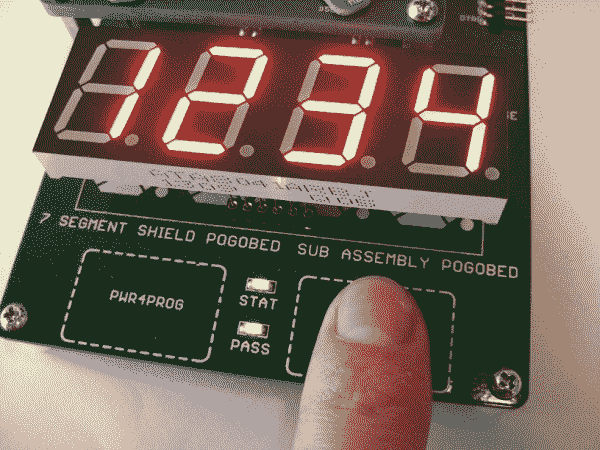 1234
7 SEGMENT SHIELD POGOBED SUB ASSEMBLY POGOBED
PWR4PROG
STAT
PASS